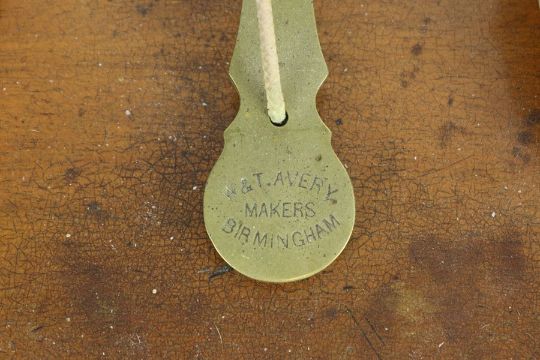 W & T. AVERY
MAKERS
BIRMINGHAM